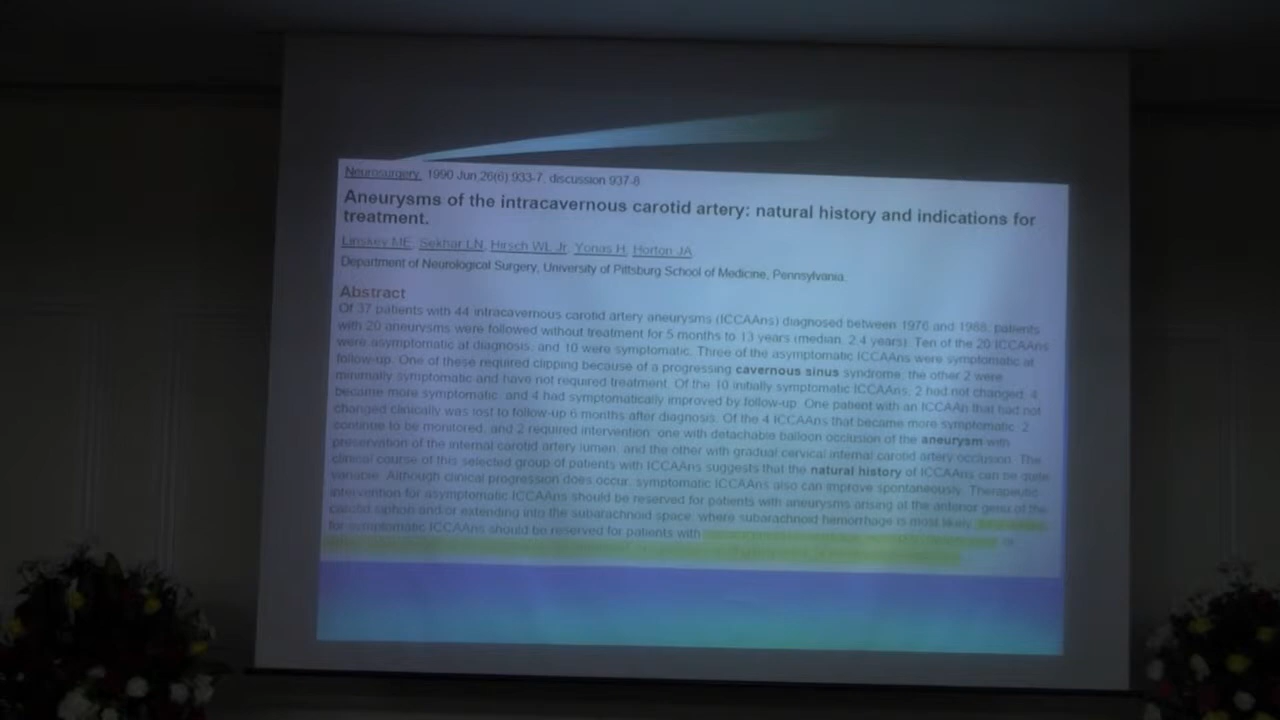 Neurosurgery. 1990 Jun 26(6) 933-7, discussion 937-8
Aneurysms of the intracavernous carotid artery: natural history and indications for
treatment.
Linskey ME, Sekhar LN, Hirsch WL Jr, Yonas H, Horton JA
Department of Neurological Surgery, University of Pittsburg School of Medicine, Pennsylvania.
Abstract
Of 37 patients with 44 intracavernous carotid artery aneurysms (ICCAAns) diagnosed between 1976 and 1988, patients
with 20 aneurysms were followed without treatment for 5 months to 13 years (median, 2.4 years). Ten of the 20 ICCAAns
were asymptomatic at diagnosis, and 10 were symptomatic. Three of the asymptomatic ICCAAns were symptomatic at
follow-up. One of these required clipping because of a progressing cavernous sinus syndrome, the other 2 were
minimally symptomatic and have not required treatment. Of the 10 initially symptomatic ICCAAns, 2 had not changed, 4
became more symptomatic, and 4 had symptomatically improved by follow-up. One patient with an ICCAAn that had not
changed clinically was lost to follow-up 6 months after diagnosis. Of the 4 ICCAAns that became more symptomatic, 2
continue to be monitored, and 2 required intervention: one with detachable balloon occlusion of the aneurysm with
preservation of the internal carotid artery lumen, and the other with gradual cervical internal carotid artery occlusion. The
clinical course of this selected group of patients with ICCAAns suggests that the natural history of ICCAAns can be quite
variable. Although clinical progression does occur, symptomatic ICCAAns also can improve spontaneously. Therapeutic
intervention for asymptomatic ICCAAns should be reserved for patients with aneurysms arising at the anterior genu of the
carotid siphon and/or extending into the subarachnoid space, where subarachnoid hemorrhage is most likely.
for symptomatic ICCAAns should be reserved for patients with or